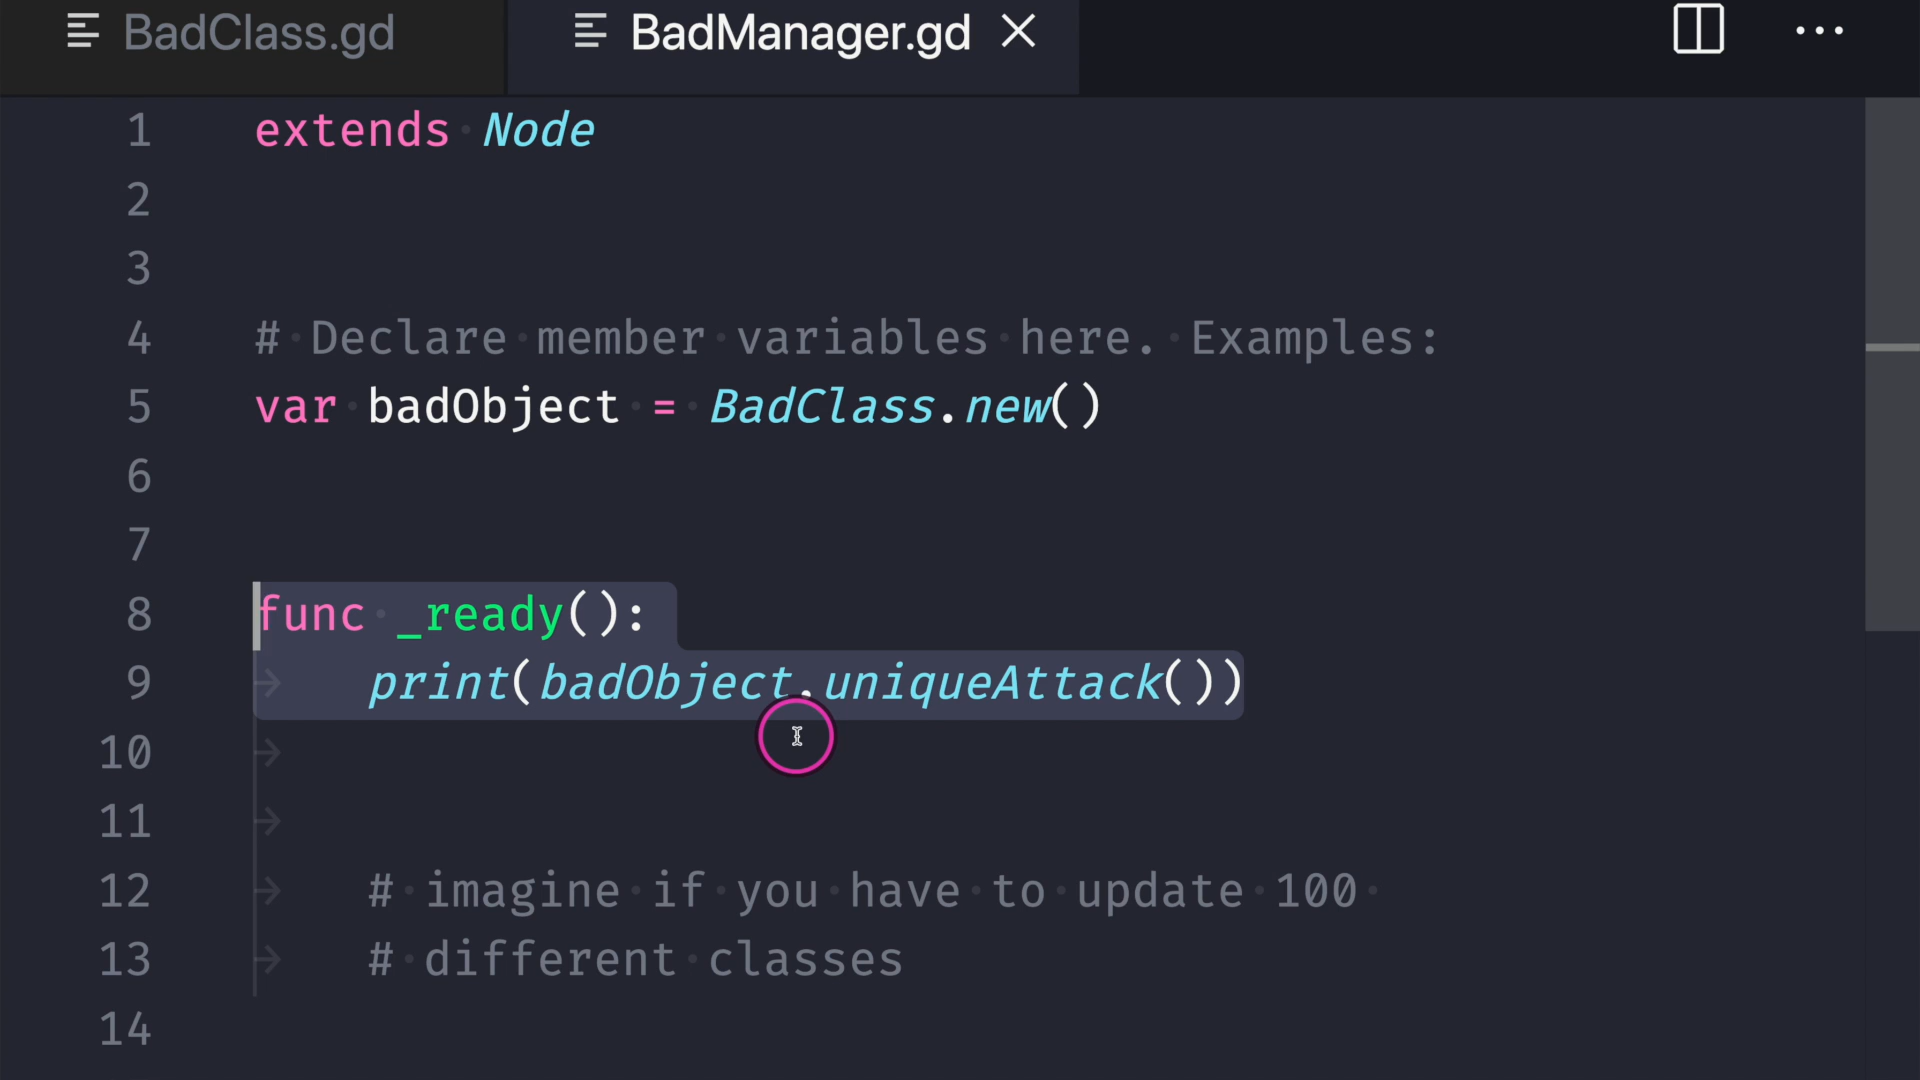 BadClass.gd
BadManager.gd
1 extends Node
2
3
4 # Declare member variables here. Examples:
5 var badObject = BadClass.new()
6
7
8 func _ready():
9 print(badObject.uniqueAttack())
10
11
12 # imagine if you have to update 100
13 # different classes
14